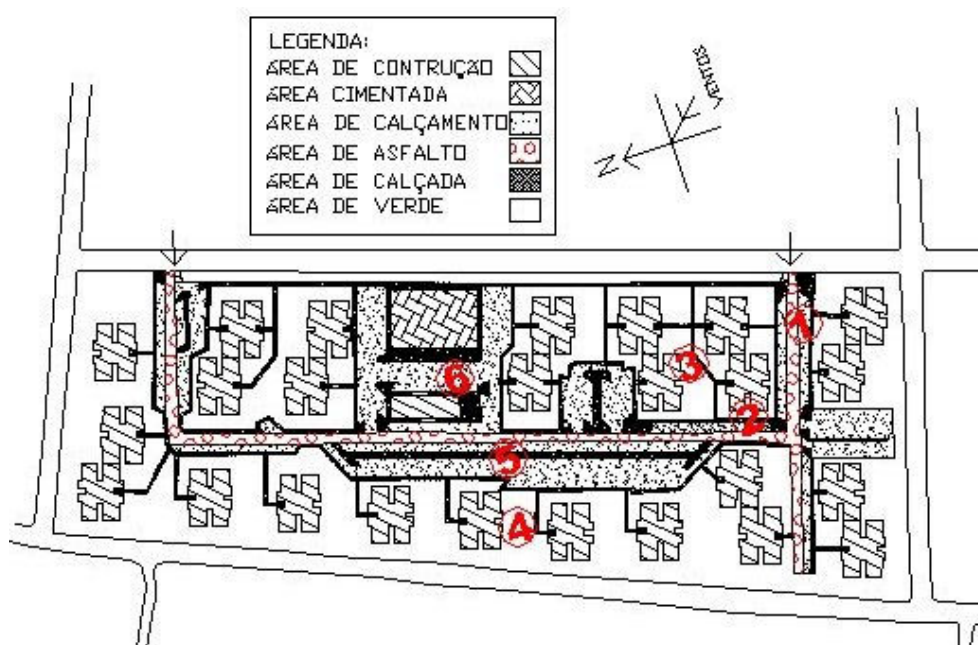 LEGENDA:
ÁREA DE CONTRUÇÃO
ÁREA CIMENTADA
ÁREA DE CALÇAMENTO
ÁREA DE ASFALTO
ÁREA DE CALÇADA
ÁREA DE VERDE
VENTOS
N
1
3
6
2
5
4